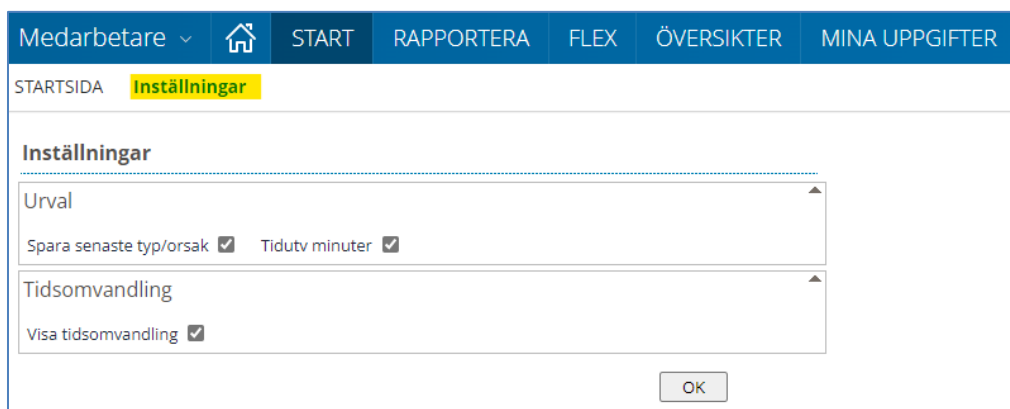 Medarbetare START RAPPORTERA FLEX ÖVERSIKTER MINA UPPGIFTER
STARTSIDA Inställningar
Inställningar
Urval
Spara senaste typ/orsak Tidutv minuter
Tidsomvandling
Visa tidsomvandling
OK